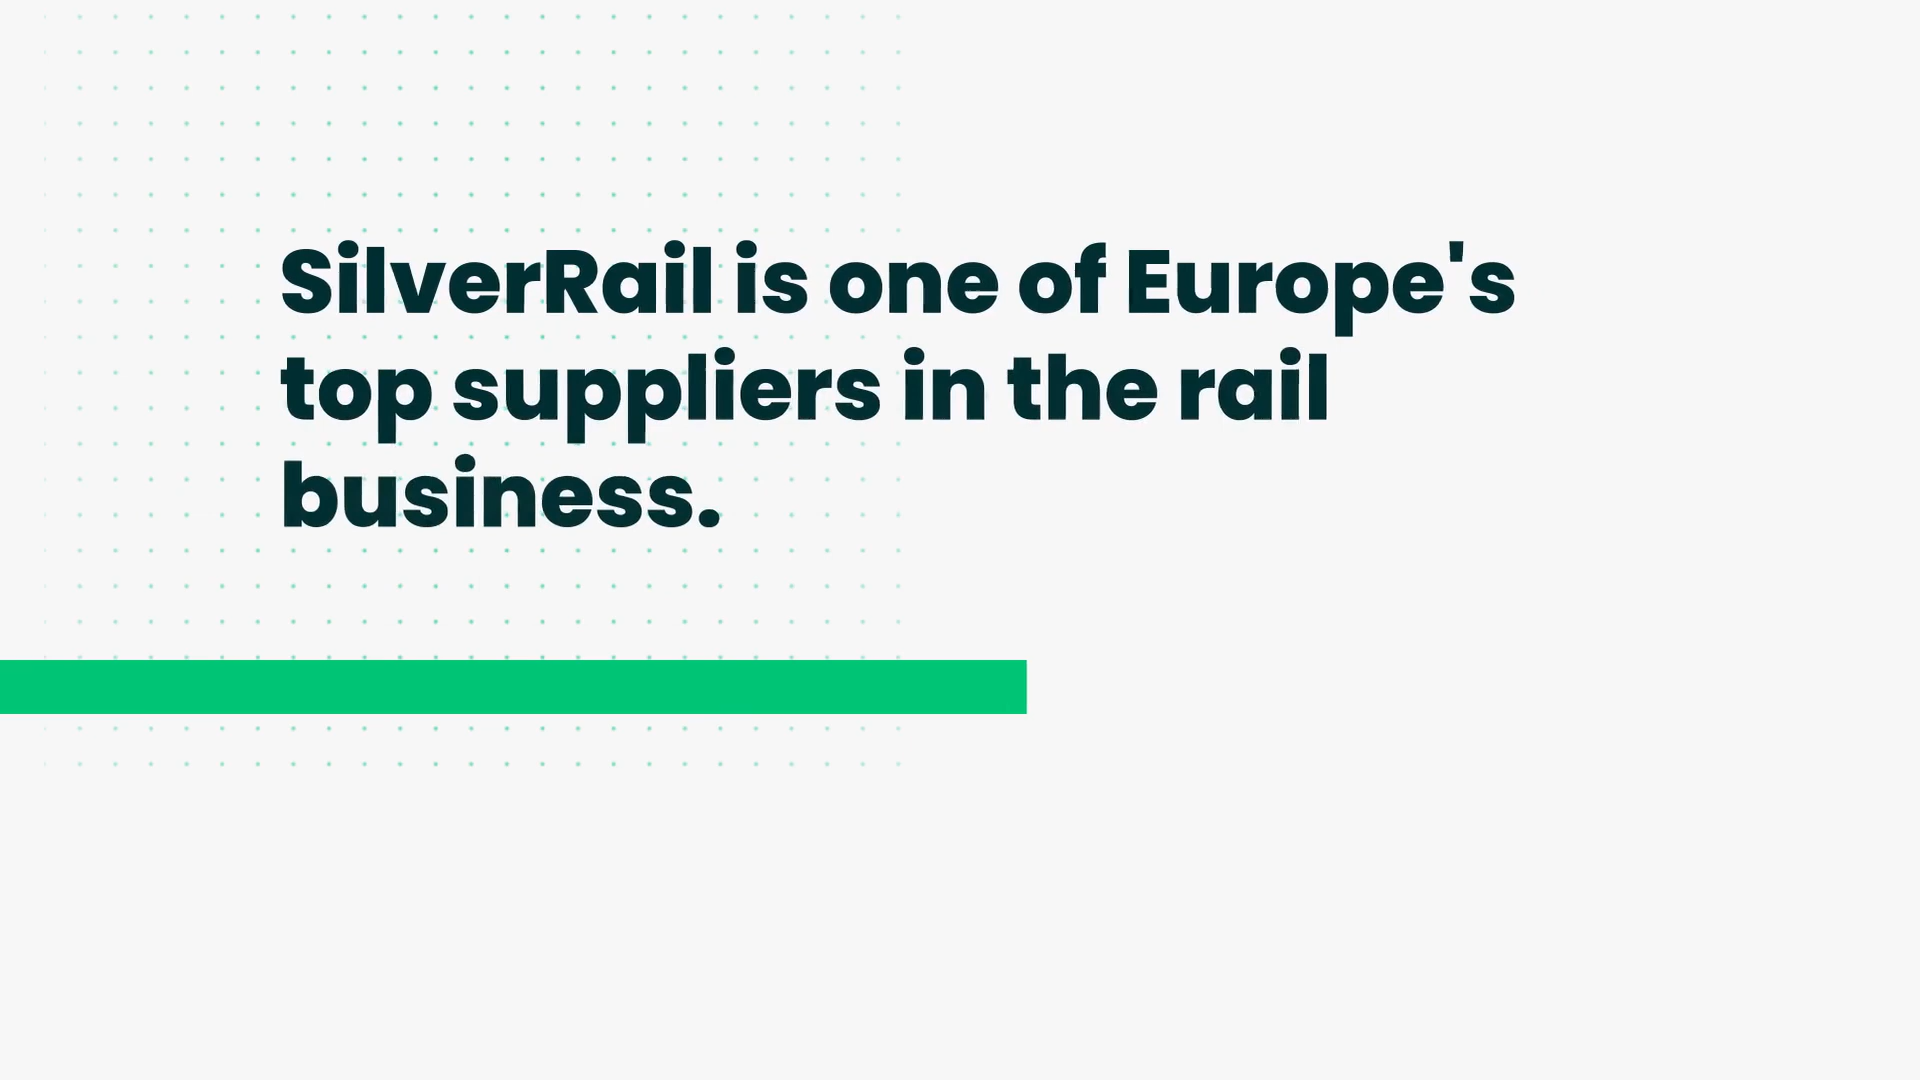 SilverRail is one of Europe's
top suppliers in the rail
business.